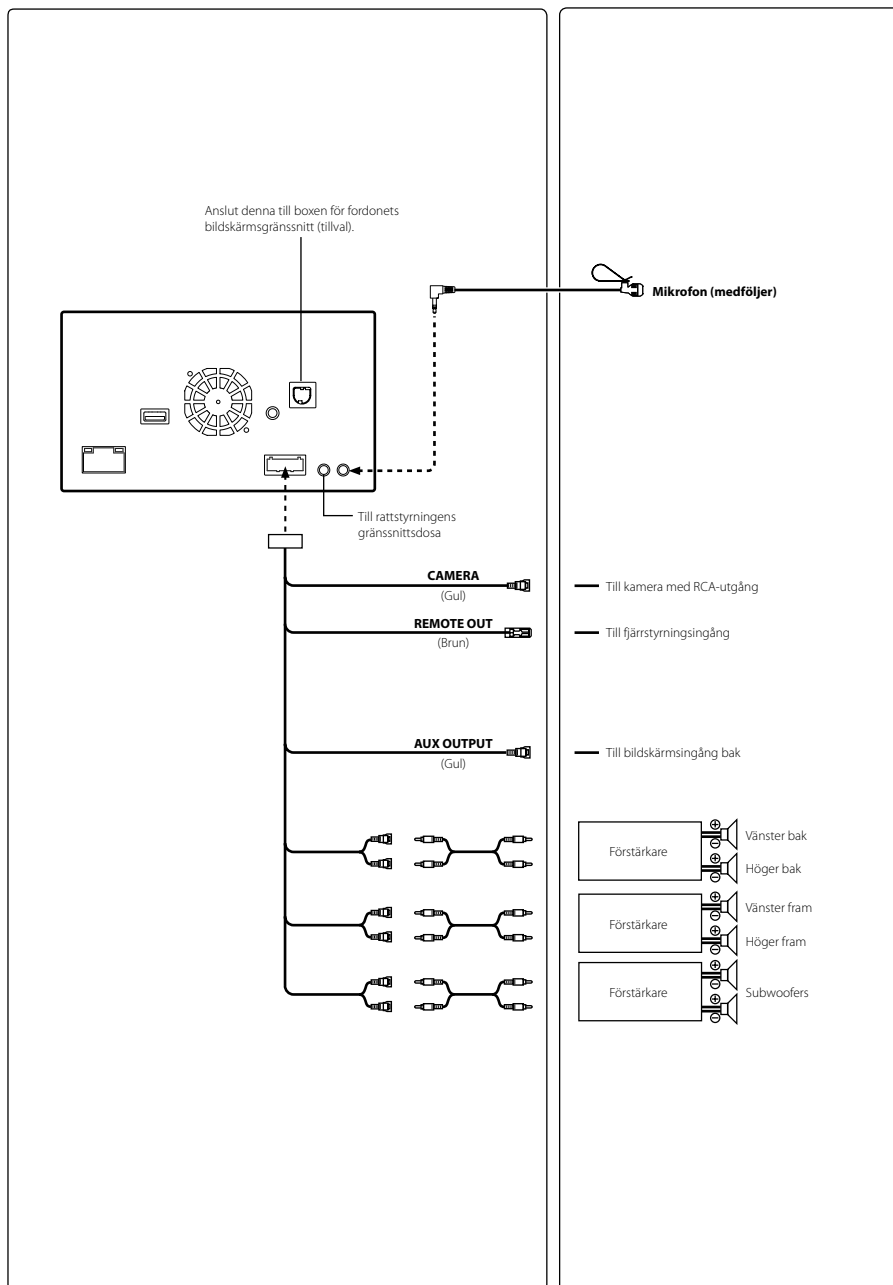 Anslut denna till boxen för fordonets
bildskärmsgränssnitt (tillval).
Mikrofon (medföljer)
Till rattstyrningens
gränssnittsdosa
CAMERA
(Gul)
Till kamera med RCA-utgång
REMOTE OUT
(Brun)
Till fjärrstyrningsingång
AUX OUTPUT
(Gul)
Till bildskärmsingång bak
Förstärkare
Vänster bak
Höger bak
Förstärkare
Vänster fram
Höger fram
Förstärkare
Subwoofers